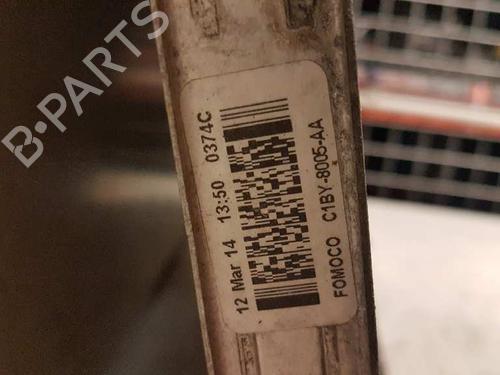 B-PARTS
12 Mar 14 13:50 0374C
FOMOCO C1BY-8005-AA